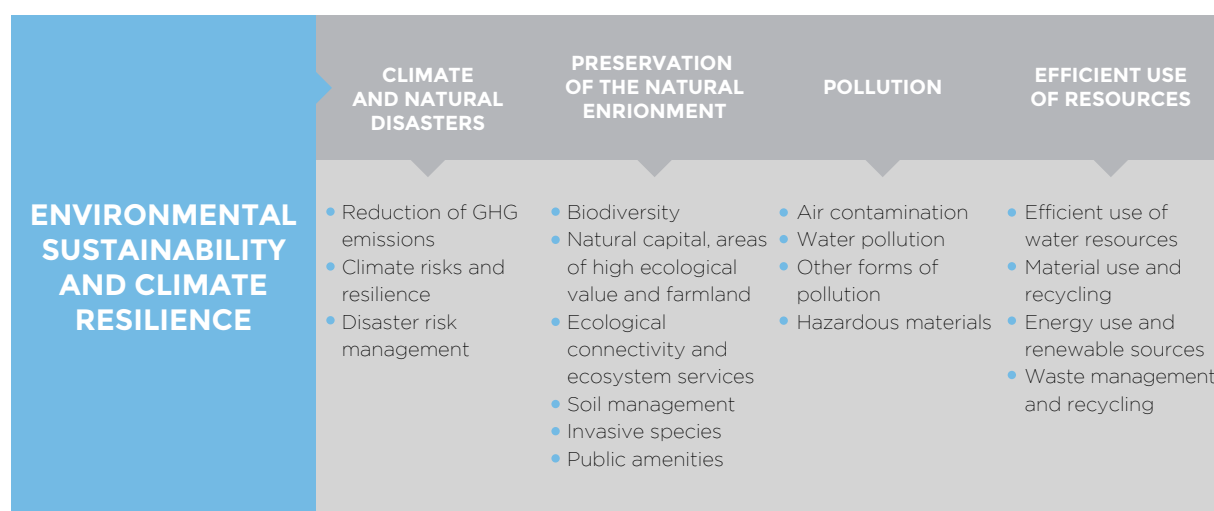 ENVIRONMENTAL
SUSTAINABILITY
AND CLIMATE
RESILIENCE
CLIMATE
AND NATURAL
DISASTERS
• Reduction of GHG
emissions
• Climate risks and
resilience
• Disaster risk
management
PRESERVATION
OF THE NATURAL
ENRIONMENT
• Biodiversity
• Natural capital, areas
of high ecological
value and farmland
• Ecological
connectivity and
ecosystem services
• Soil management
• Invasive species
• Public amenities
POLLUTION
• Air contamination
• Water pollution
• Other forms of
pollution
• Hazardous materials
EFFICIENT USE
OF RESOURCES
• Efficient use of
water resources
• Material use and
recycling
• Energy use and
renewable sources
• Waste management
and recycling